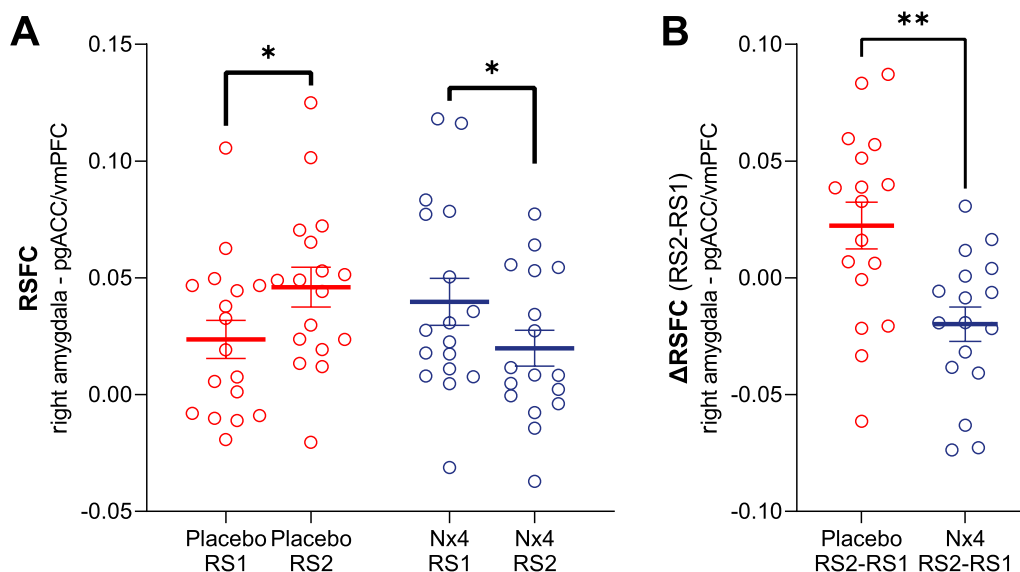 A
RSFC
right amygdala - pgACC/vmPFC
0.15
0.10
0.05
0.00
-0.05
*
*
Placebo
RS1
Placebo
RS2
Nx4
RS1
Nx4
RS2
B
ΔRSFC (RS2-RS1)
right amygdala - pgACC/vmPFC
0.10
0.05
0.00
-0.05
-0.10
**
Placebo
RS2-RS1
Nx4
RS2-RS1